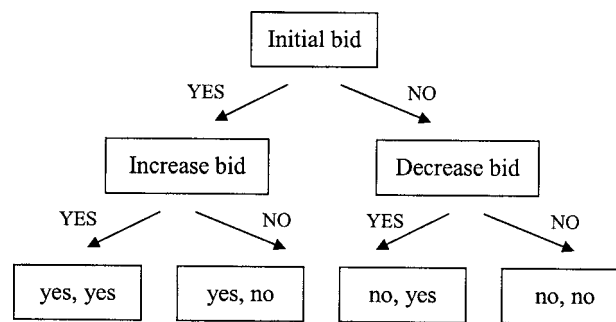 Initial bid
YES
NO
Increase bid
Decrease bid
YES
NO
YES
NO
yes, yes
yes, no
no, yes
no, no